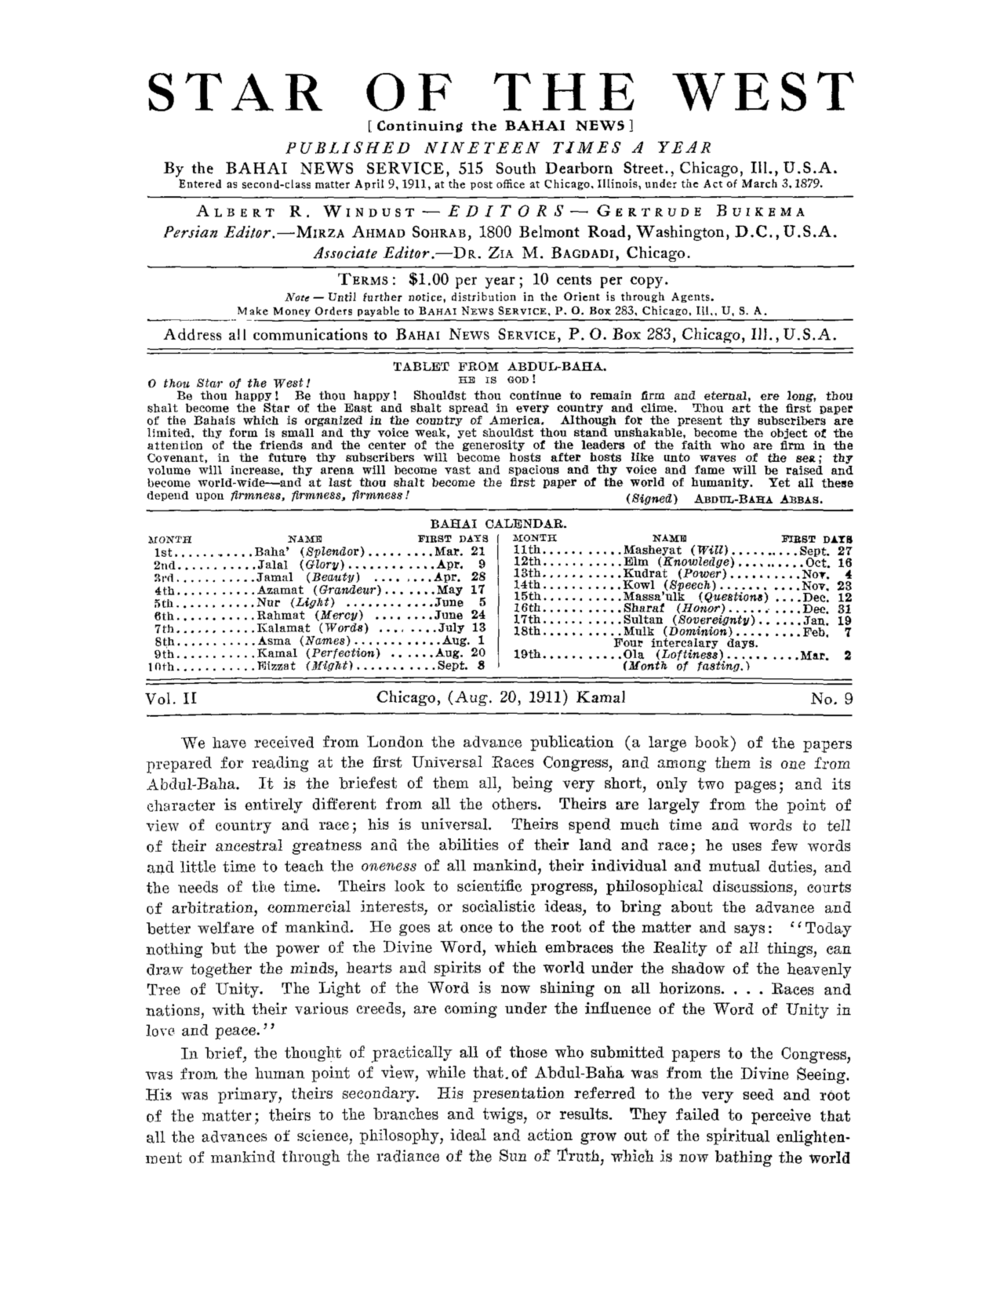 STAR OF THE WEST
[Continuing the BAHAI NEWS]
PUBLISHED NINETEEN TIMES A YEAR
By the BAHAI NEWS SERVICE, 515 South Dearborn Street., Chicago, Ill., U.S.A.
Entered as second-class matter April 9, 1911, at the post office at Chicago, Illinois, under the Act of March 3, 1879.
ALBERT R. WINDUST — EDITORS — GERTRUDE BUIKEMA
Persian Editor.—MIRZA AHMAD SOHRAB, 1800 Belmont Road, Washington, D.C., U.S.A.
Associate Editor.—DR. ZIA M. BAGDADI, Chicago.
TERMS: $1.00 per year; 10 cents per copy.
Note — Until further notice, distribution in the Orient is through Agents.
Make Money Orders payable to BAHAI NEWS SERVICE, P. O. Box 283, Chicago, Ill., U. S. A.
Address all communications to BAHAI NEWS SERVICE, P. O. Box 283, Chicago, Ill., U.S.A.
TABLET FROM ABDUL-BAHA.
HE IS GOD!
O thou Star of the West!
Be thou happy! Be thou happy! Shouldst thou continue to remain firm and eternal, ere long, thou
shalt become the Star of the East and shalt spread in every country and clime. Thou art the first paper
of the Bahais which is organized in the country of America. Although for the present thy subscribers are
limited, thy form is small and thy voice weak, yet shouldst thou stand unshakable, become the object of the
attention of the friends and the center of the generosity of the leaders of the faith who are firm in the
Covenant, in the future thy subscribers will become hosts after hosts like unto waves of the sea; thy
volume will increase, thy arena will become vast and spacious and thy voice and fame will be raised and
become world-wide—and at last thou shalt become the first paper of the world of humanity. Yet all these
depend upon firmness, firmness, firmness! (Signed) ABDUL-BAHA ABBAS.
BAHAI CALENDAR.
MONTH NAME FIRST DAYS
1st............Baha' (Splendor).........Mar. 21
2nd...........Jalal (Glory)............Apr. 9
3rd...........Jamal (Beauty) .... ......Apr. 28
4th...........Azamat (Grandeur).......May 17
5th...........Nur (Light) ............June 5
6th...........Rahmat (Mercy) ........June 24
7th...........Kalamat (Words) ........July 13
8th...........Asma (Names)............Aug. 1
9th...........Kamal (Perfection) ......Aug. 20
10th..........Eizzat (Might)...........Sept. 8
MONTH NAME FIRST DAYS
11th...........Masheyat (Will).........Sept. 27
12th...........Elm (Knowledge).........Oct. 16
13th...........Kudrat (Power)..........Nov. 4
14th...........Kowl (Speech)..........Nov. 23
15th...........Massa'ulk (Questions) ....Dec. 12
16th...........Sharaf (Honor)..........Dec. 31
17th...........Sultan (Sovereignty)......Jan. 19
18th...........Mulk (Dominion).........Feb. 7
Four intercalary days.
19th...........Ola (Loftiness)..........Mar. 2
(Month of fasting.)
Vol. II Chicago, (Aug. 20, 1911) Kamal No. 9
We have received from London the advance publication (a large book) of the papers
prepared for reading at the first Universal Races Congress, and among them is one from
Abdul-Baha. It is the briefest of them all, being very short, only two pages; and its
character is entirely different from all the others. Theirs are largely from the point of
view of country and race; his is universal. Theirs spend much time and words to tell
of their ancestral greatness and the abilities of their land and race; he uses few words
and little time to teach the oneness of all mankind, their individual and mutual duties, and
the needs of the time. Theirs look to scientific progress, philosophical discussions, courts
of arbitration, commercial interests, or socialistic ideas, to bring about the advance and
better welfare of mankind. He goes at once to the root of the matter and says: "Today
nothing but the power of the Divine Word, which embraces the Reality of all things, can
draw together the minds, hearts and spirits of the world under the shadow of the heavenly
Tree of Unity. The Light of the Word is now shining on all horizons. . . . Races and
nations, with their various creeds, are coming under the influence of the Word of Unity in
love and peace."
In brief, the thought of practically all of those who submitted papers to the Congress,
was from the human point of view, while that of Abdul-Baha was from the Divine Seeing.
His was primary, theirs secondary. His presentation referred to the very seed and root
of the matter; theirs to the branches and twigs, or results. They failed to perceive that
all the advances of science, philosophy, ideal and action grow out of the spiritual enlighten-
ment of mankind through the radiance of the Sun of Truth, which is now bathing the world